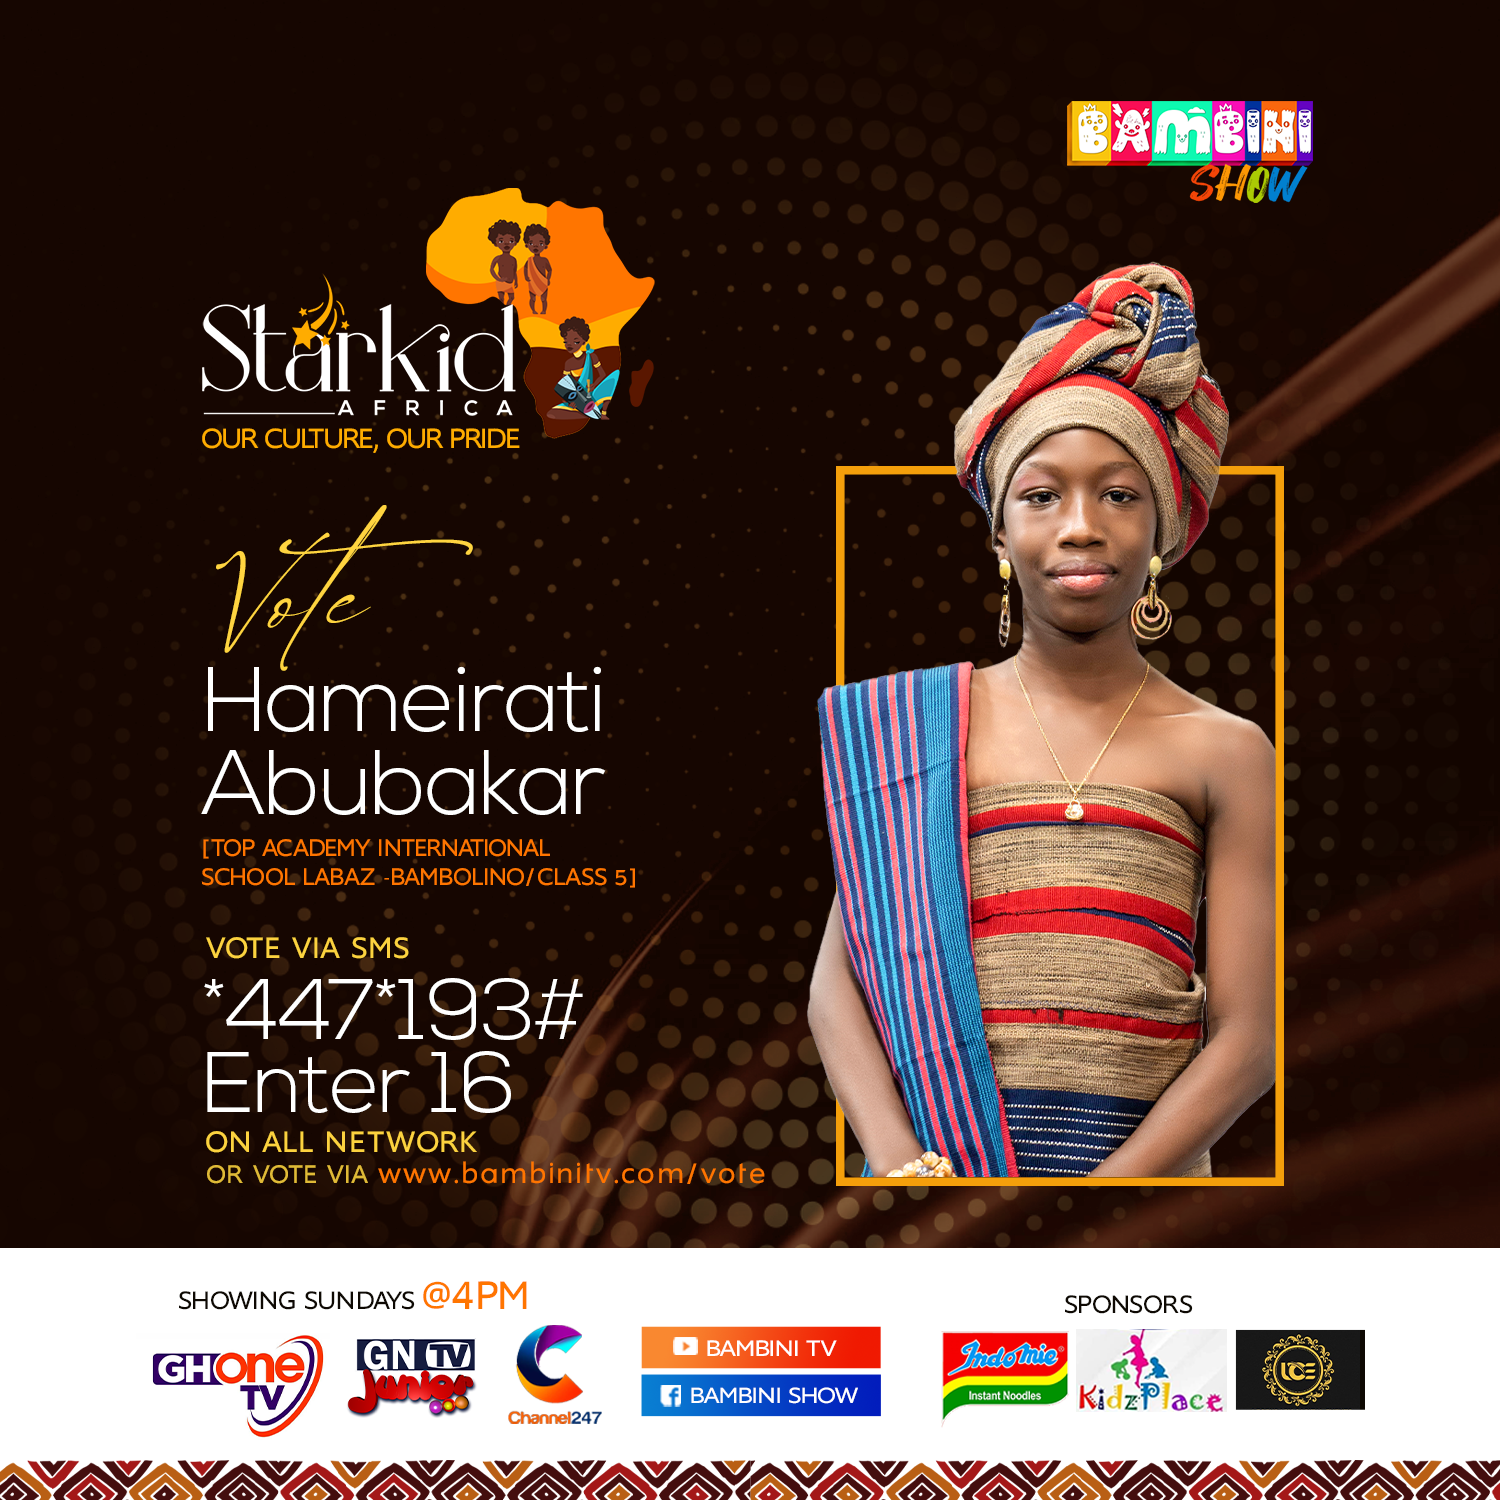 BAMBINI
SHOW
Starkid
AFRICA
OUR CULTURE, OUR PRIDE
Vote
Hameirati
Abubakar
[TOP ACADEMY INTERNATIONAL
SCHOOL LABAZ -BAMBOLINO/CLASS 5]
VOTE VIA SMS
*447*193#
Enter 16
ON ALL NETWORK
OR VOTE VIA www.bambinitv.com/vote
SHOWING SUNDAYS @4PM
GHOne
TV
GN TV
Junior
Channel247
BAMBINI TV
BAMBINI SHOW
SPONSORS
Indomie
Instant Noodles
KidzPlace